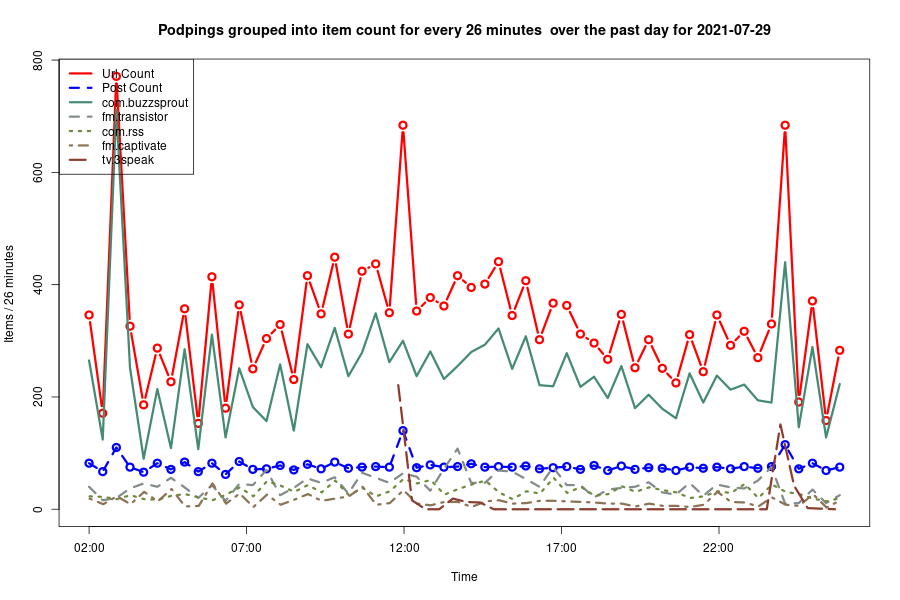 Podpings grouped into item count for every 26 minutes  over the past day for 2021-07-29
Items / 26 minutes
800
600
400
200
0
Url Count
Post Count
com.buzzsprout
fm.transistor
com.rss
fm.captivate
tv.3speak
02:00
07:00
12:00
17:00
22:00
Time